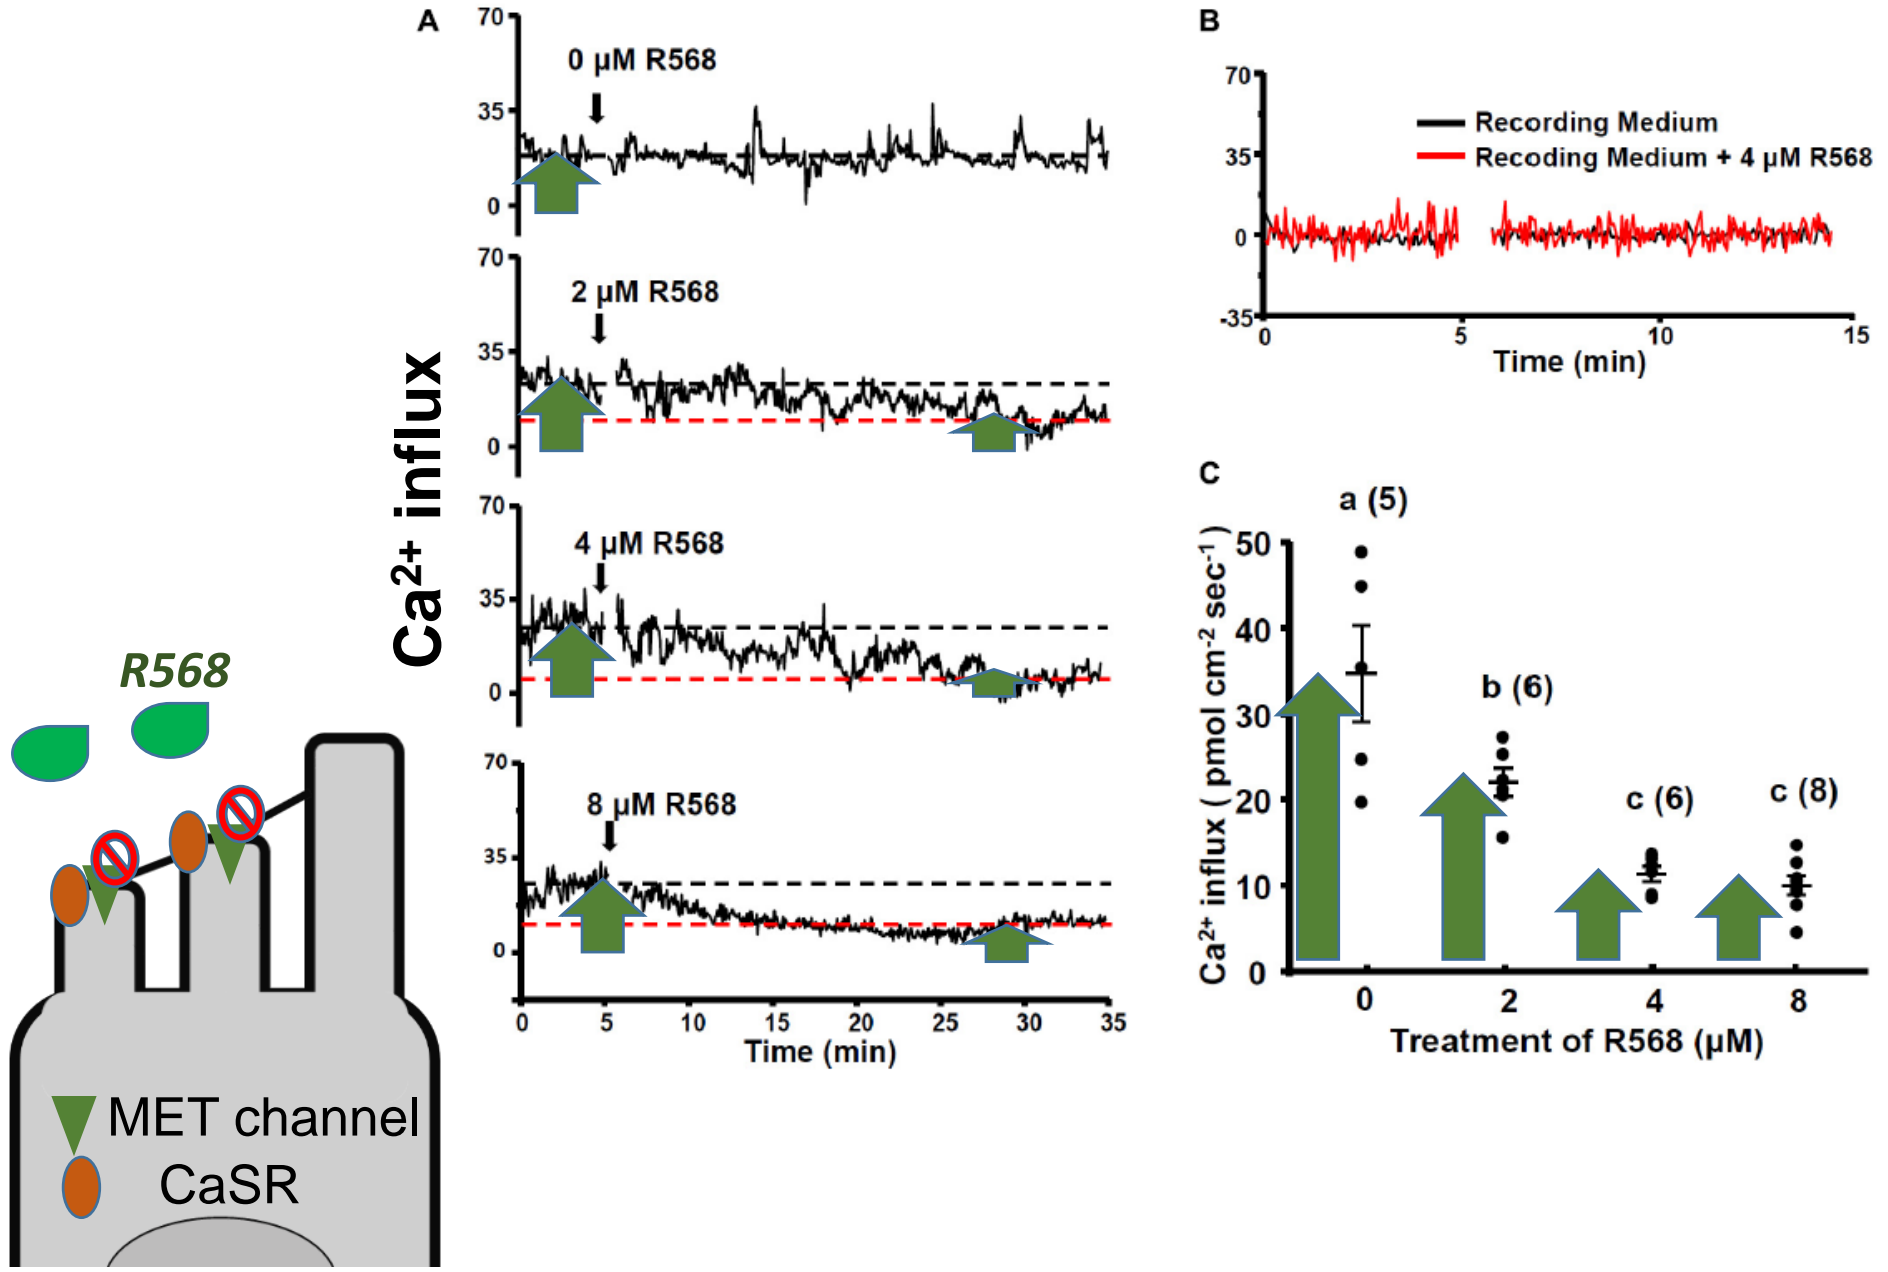 A
70
0 µM R568
35
0
70
2 µM R568
35
0
70
4 µM R568
35
0
70
8 µM R568
35
0
0 5 10 15 20 25 30 35
Time (min)
Ca2+ influx
B
70
Recording Medium
35
Recoding Medium + 4 µM R568
0
-35
0 5 10 15
Time (min)
C
a (5)
b (6)
c (6)
c (8)
50
40
30
20
10
0
Ca2+ influx ( pmol cm-2 sec-1 )
0 2 4 8
Treatment of R568 (µM)
R568
MET channel
CaSR